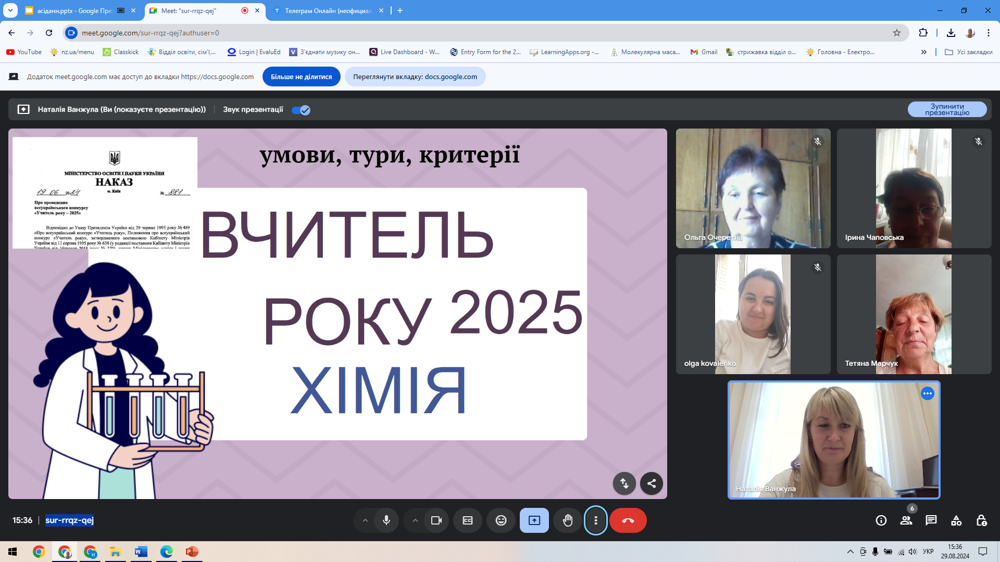 асіданн.pptx - Google Пре
Meet: "sur-rrqz-qej"
Телеграм Онлайн (неофициал
meet.google.com/sur-rrqz-qej?authuser=0
YouTube
nz.ua/menu
Classkick
Відділ освіти, сім'ї,...
Login | EvaluEd
З'єднати музику он...
Live Dashboard - W...
Entry Form for the 2...
LearningApps.org -...
Молекулярна маса...
Gmail
стрижавка відділ о...
Головна - Електро...
Усі закладки
Додаток meet.google.com має доступ до вкладки https://docs.google.com
Більше не ділитися
Переглянути вкладку: docs.google.com
Наталія Ванжула (Ви (показуєте презентацію))
Звук презентації
Зупинити
презентацію
МІНІСТЕРСТВО ОСВІТИ І НАУКИ УКРАЇНИ
НАКАЗ
19 06 2024
м. Київ
№ 881
Про проведення
всеукраїнського конкурсу
«Учитель року – 2025»
Відповідно до Указу Президента України від 29 червня 1995 року № 489
«Про всеукраїнський конкурс «Учитель року», Положення про всеукраїнський
конкурс «Учитель року», затвердженого постановою Кабінету Міністрів
України від 11 серпня 1995 року № 638 (у редакції постанови Кабінету Міністрів
умови, тури, критерії
ВЧИТЕЛЬ
РОКУ 2025
ХІМІЯ
Ольга Очеретна
Ірина Чаповська
olga kovalenko
Тетяна Марчук
Наталія Ванжула
15:36
sur-rrqz-qej
6
УКР
15:36
29.08.2024